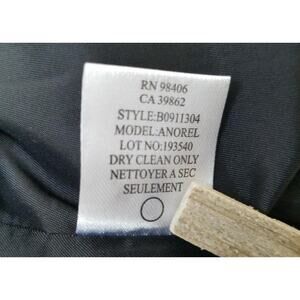 RN 98406
CA 39862
STYLE:B0911304
MODEL:ANOREL
LOT NO:193540
DRY CLEAN ONLY
NETTOYER A SEC
SEULEMENT